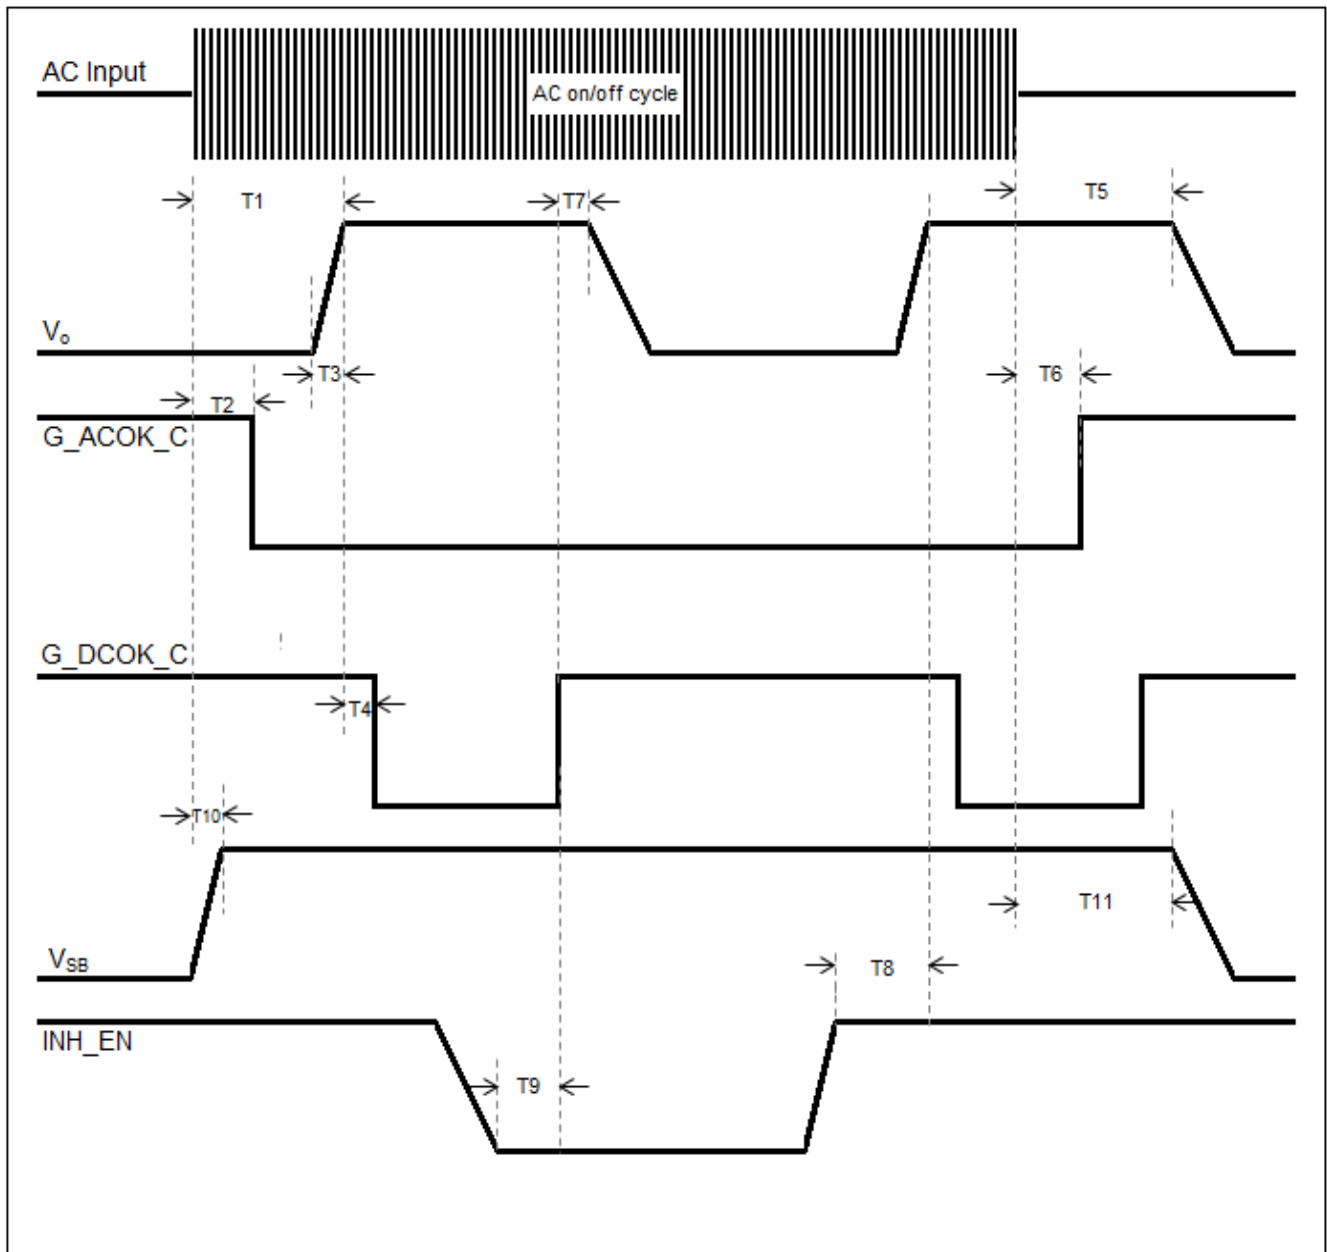 AC Input
AC on/off cycle
T1
T7
T5
Vo
T3
T6
T2
G_ACOK_C
G_DCOK_C
T4
T10
T11
VSB
T8
INH_EN
T9